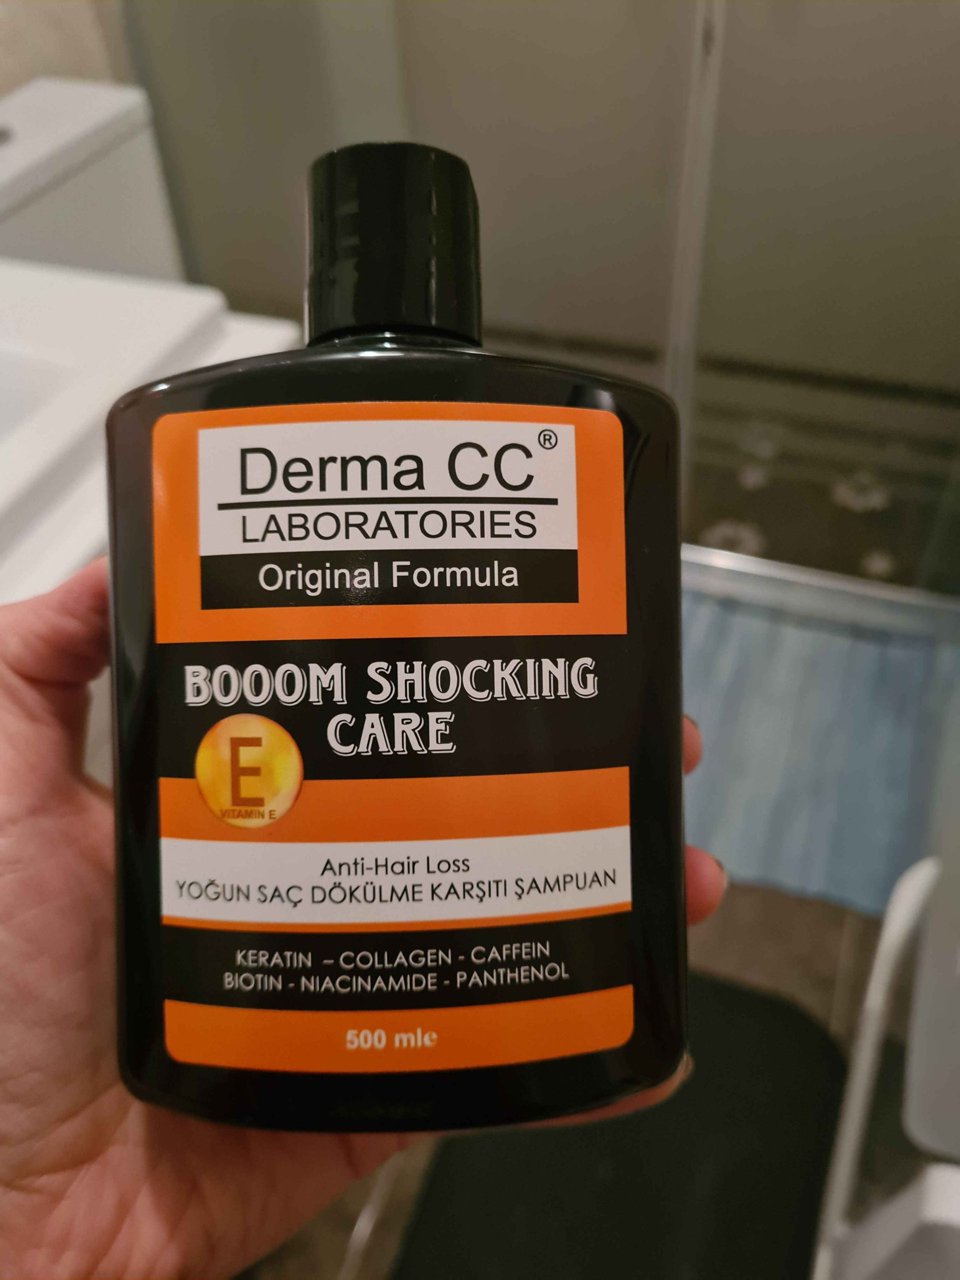 Derma CC®
LABORATORIES
Original Formula
BOOOM SHOCKING
CARE
E
VITAMIN E
Anti-Hair Loss
YOĞUN SAÇ DÖKÜLME KARŞITI ŞAMPUAN
KERATIN – COLLAGEN - CAFFEIN
BIOTIN - NIACINAMIDE - PANTHENOL
500 ml℮